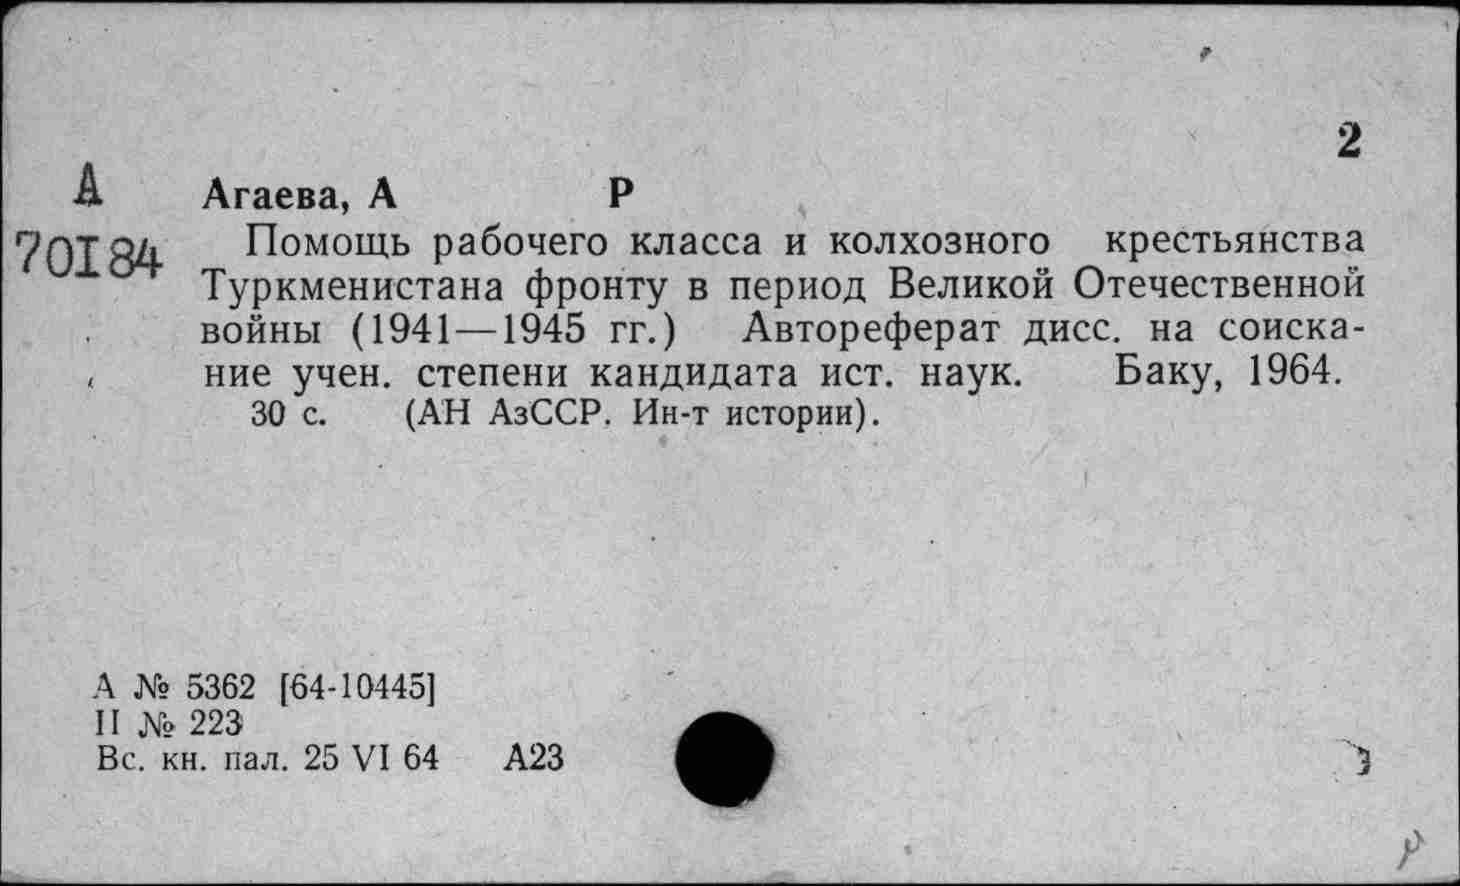 2
А
70184
Агаева, А Р
Помощь рабочего класса и колхозного крестьянства
Туркменистана фронту в период Великой Отечественной
войны (1941—1945 гг.) Автореферат дисс. на соиска-
ние учен. степени кандидата ист. наук. Баку, 1964.
30 с. (АН АзССР. Ин-т истории).
А № 5362 [64-10445]
II № 223
Вс. кн. пал. 25 VI 64 А23